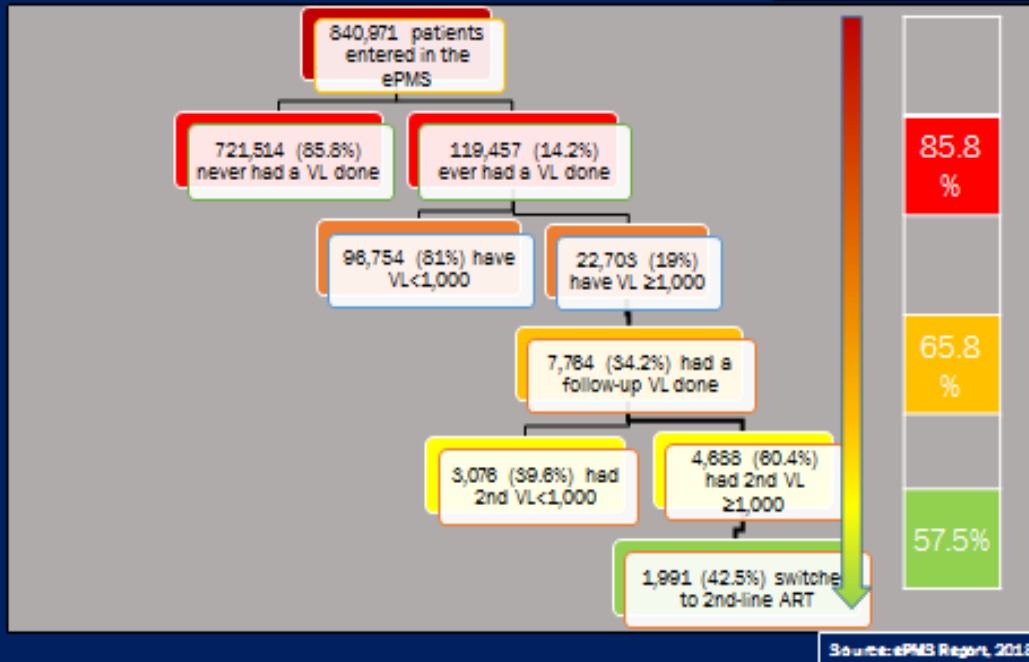 840,971 patients
entered in the
ePMS
721,514 (85.8%)
never had a VL done
119,457 (14.2%)
ever had a VL done
96,754 (81%) have
VL<1,000
22,703 (19%)
have VL ≥1,000
7,764 (34.2%) had a
follow-up VL done
3,076 (39.6%) had
2nd VL<1,000
4,688 (60.4%)
had 2nd VL
≥1,000
1,991 (42.5%) switche
to 2nd-line ART
85.8
%
65.8
%
57.5%
Source: ePMS Report, 2018